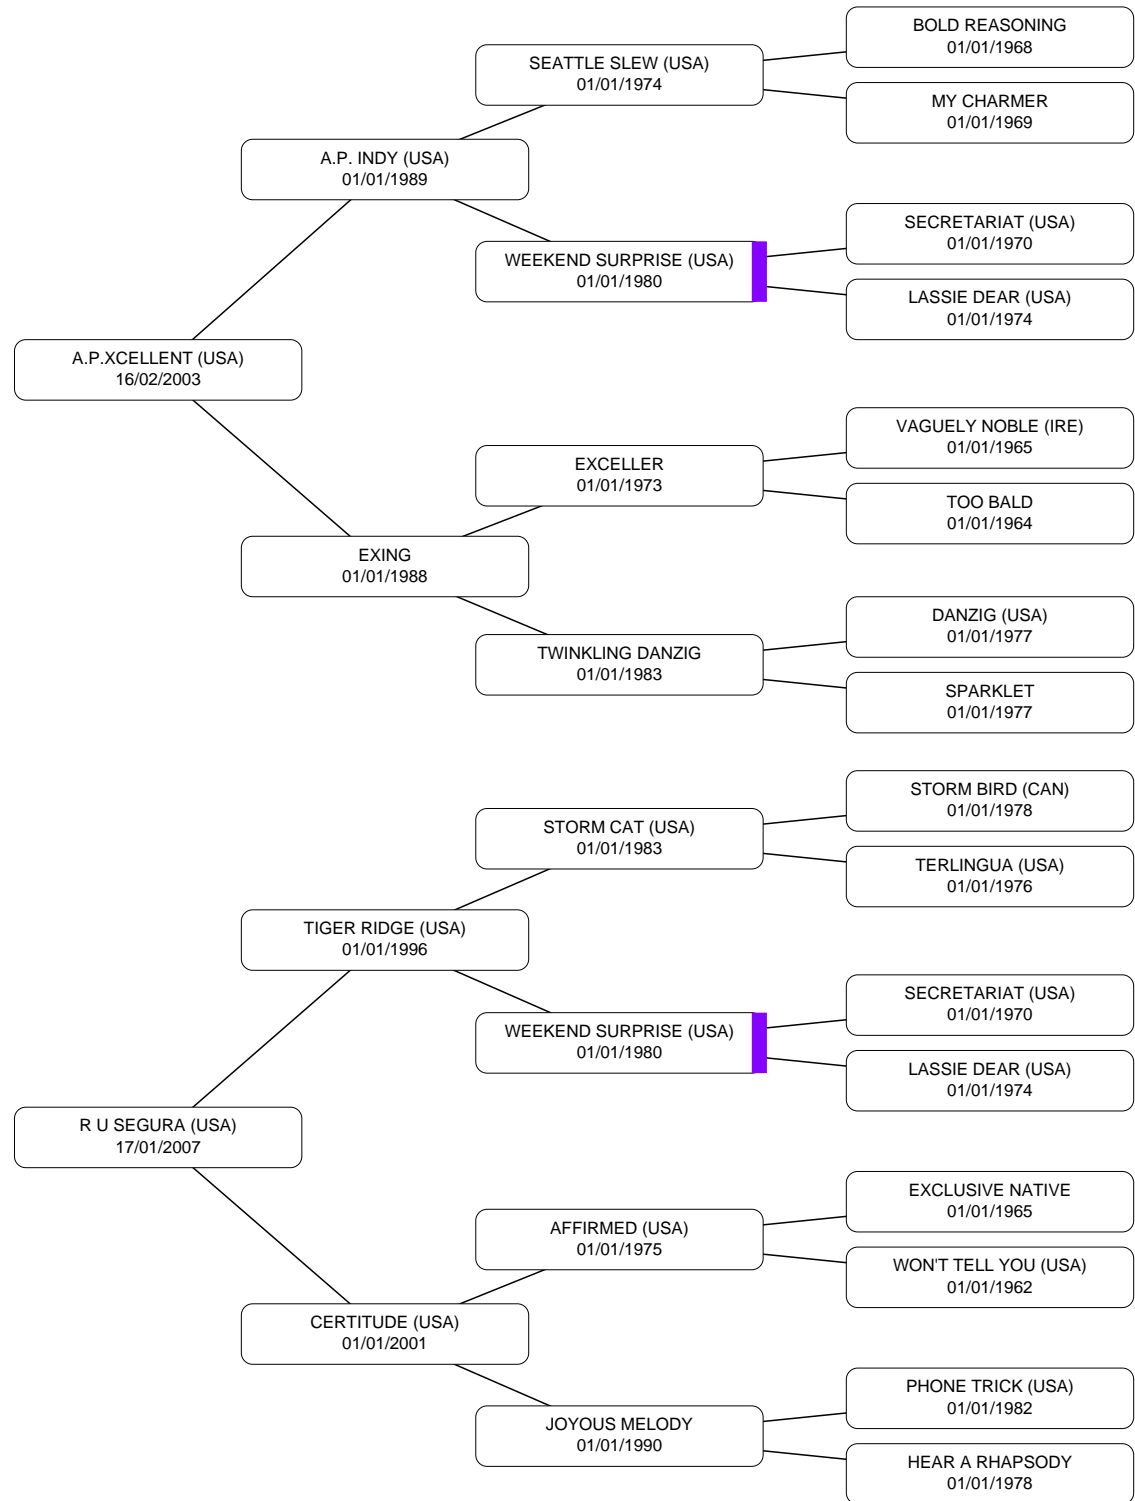 BOLD REASONING
01/01/1968
SEATTLE SLEW (USA)
01/01/1974
MY CHARMER
01/01/1969
A.P. INDY (USA)
01/01/1989
SECRETARIAT (USA)
01/01/1970
WEEKEND SURPRISE (USA)
01/01/1980
LASSIE DEAR (USA)
01/01/1974
A.P.XCELLENT (USA)
16/02/2003
VAGUELY NOBLE (IRE)
01/01/1965
EXCELLER
01/01/1973
TOO BALD
01/01/1964
EXING
01/01/1988
DANZIG (USA)
01/01/1977
TWINKLING DANZIG
01/01/1983
SPARKLET
01/01/1977
STORM BIRD (CAN)
01/01/1978
STORM CAT (USA)
01/01/1983
TERLINGUA (USA)
01/01/1976
TIGER RIDGE (USA)
01/01/1996
SECRETARIAT (USA)
01/01/1970
WEEKEND SURPRISE (USA)
01/01/1980
LASSIE DEAR (USA)
01/01/1974
R U SEGURA (USA)
17/01/2007
EXCLUSIVE NATIVE
01/01/1965
AFFIRMED (USA)
01/01/1975
WON'T TELL YOU (USA)
01/01/1962
CERTITUDE (USA)
01/01/2001
PHONE TRICK (USA)
01/01/1982
JOYOUS MELODY
01/01/1990
HEAR A RHAPSODY
01/01/1978